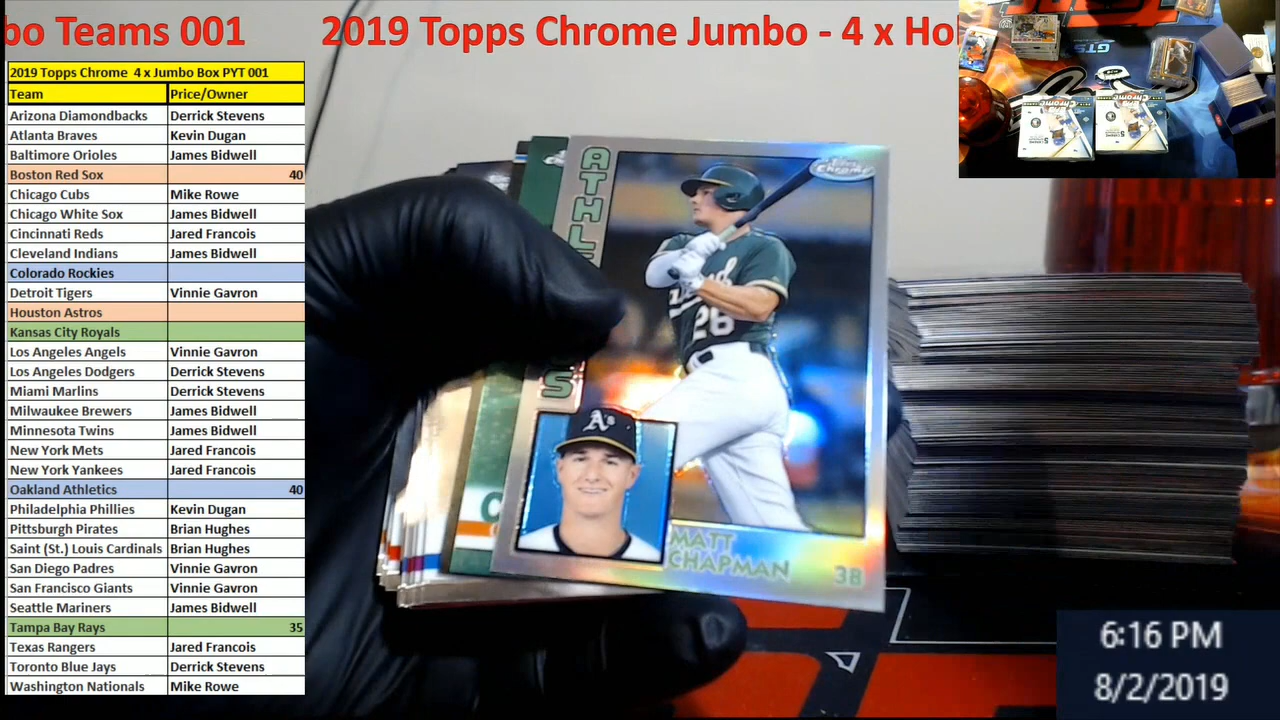 bo Teams 001 2019 Topps Chrome Jumbo - 4 x Ho
2019 Topps Chrome 4 x Jumbo Box PYT 001
Team Price/Owner
Arizona Diamondbacks Derrick Stevens
Atlanta Braves Kevin Dugan
Baltimore Orioles James Bidwell
Boston Red Sox 40
Chicago Cubs Mike Rowe
Chicago White Sox James Bidwell
Cincinnati Reds Jared Francois
Cleveland Indians James Bidwell
Colorado Rockies
Detroit Tigers Vinnie Gavron
Houston Astros
Kansas City Royals
Los Angeles Angels Vinnie Gavron
Los Angeles Dodgers Derrick Stevens
Miami Marlins Derrick Stevens
Milwaukee Brewers James Bidwell
Minnesota Twins James Bidwell
New York Mets Jared Francois
New York Yankees Jared Francois
Oakland Athletics 40
Philadelphia Phillies Kevin Dugan
Pittsburgh Pirates Brian Hughes
Saint (St.) Louis Cardinals Brian Hughes
San Diego Padres Vinnie Gavron
San Francisco Giants Vinnie Gavron
Seattle Mariners James Bidwell
Tampa Bay Rays 35
Texas Rangers Jared Francois
Toronto Blue Jays Derrick Stevens
Washington Nationals Mike Rowe
ATHLE
S
Topps
Chrome
26
A's
MATT
CHAPMAN
38
GTS
6:16 PM
8/2/2019